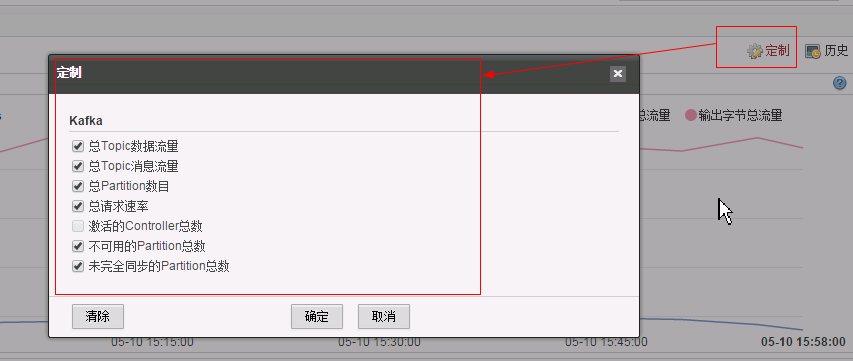 定制 历史
定制
总流量 输出字节总流量
Kafka
总Topic数据流量
总Topic消息流量
总Partition数目
总请求速率
激活的Controller总数
不可用的Partition总数
未完全同步的Partition总数
清除 确定 取消
05-10 15:15:00 05-10 15:30:00 05-10 15:45:00 05-10 15:58:00